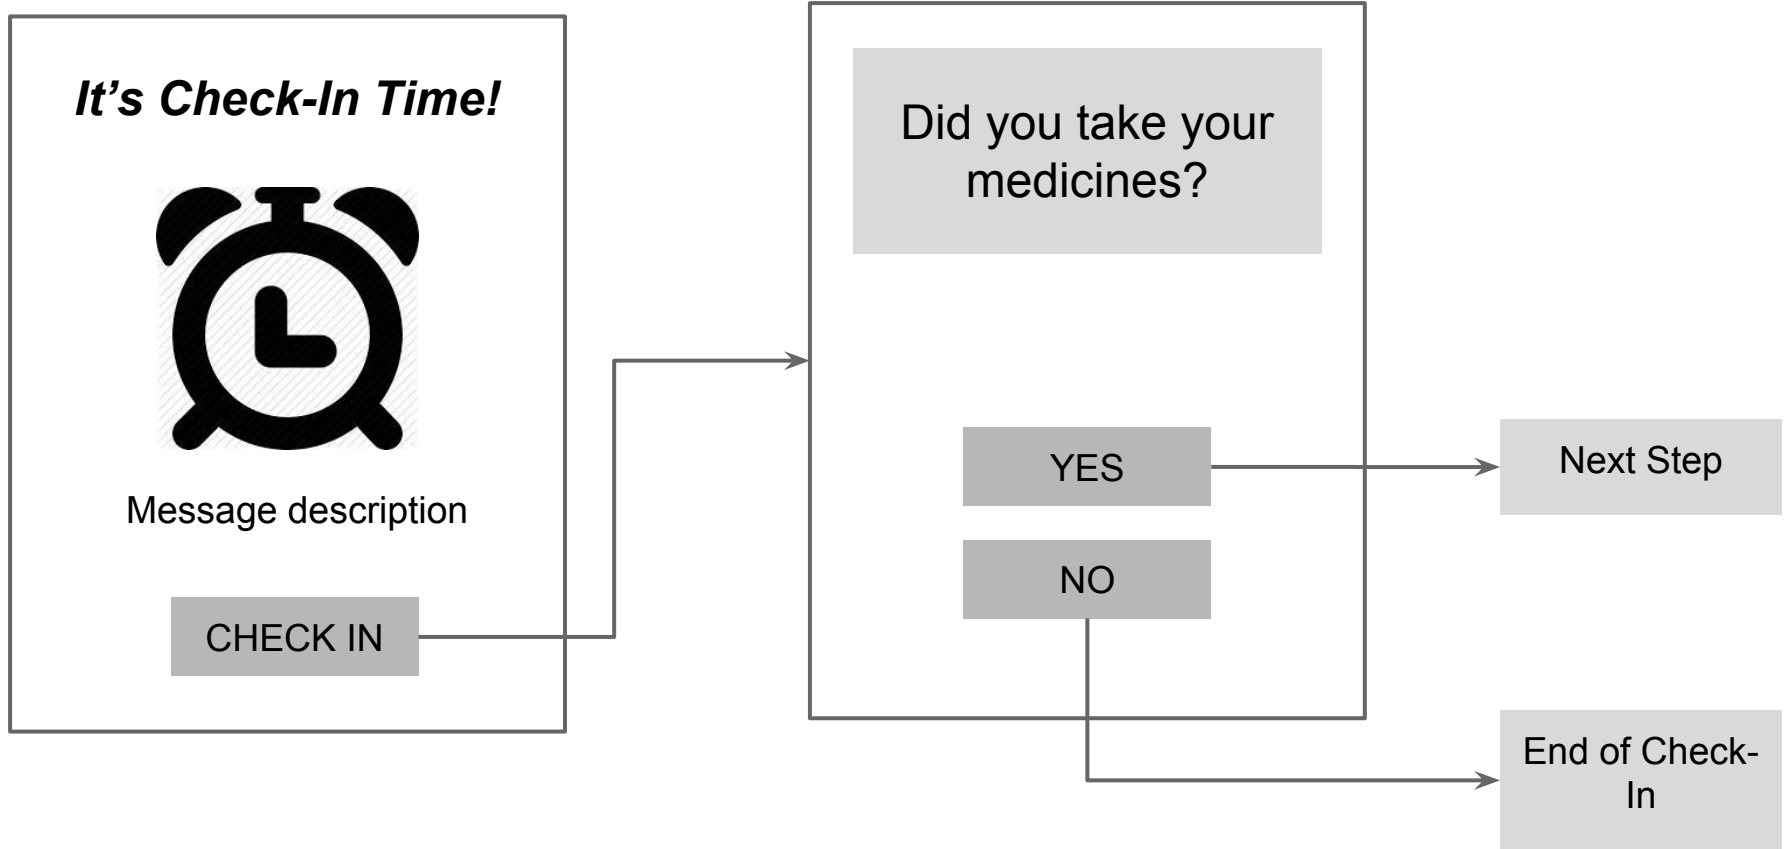 It’s Check-In Time!
Message description
CHECK IN
Did you take your
medicines?
YES
NO
Next Step
End of Check-
In